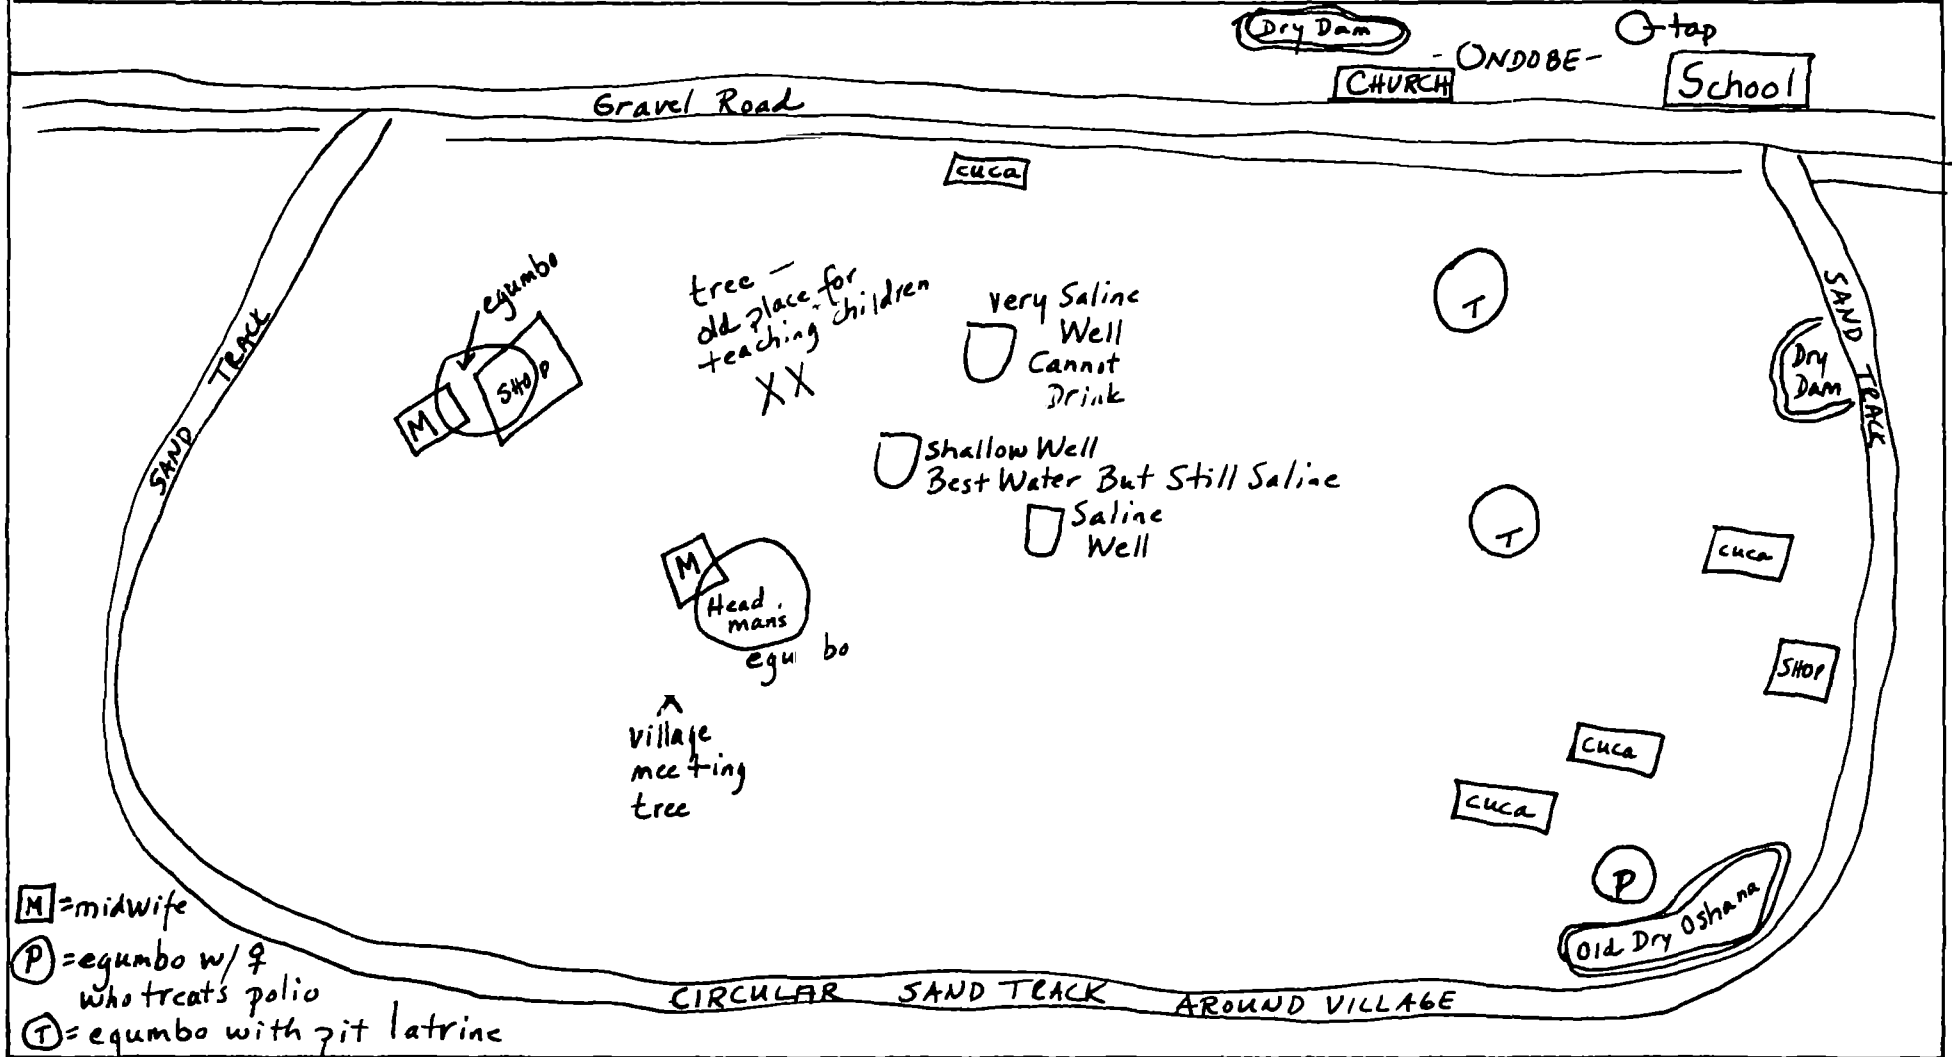 Dry Dam
tap
- ONDOBE -
CHURCH
School
Gravel Road
cuca
egumbo
SHOP
M
tree —
old place for
teaching children
XX
very Saline
Well
Cannot
Drink
T
SAND TRACK
SAND TRACK
Dry
Dam
Shallow Well
Best Water But Still Saline
Saline
Well
T
cuca
M
Head
mans
egu bo
SHOP
village
meeting
tree
cuca
cuca
P
Old Dry Oshana
M = midwife
P = egumbo w/ ♀
who treats polio
T = egumbo with pit latrine
CIRCULAR SAND TRACK AROUND VILLAGE